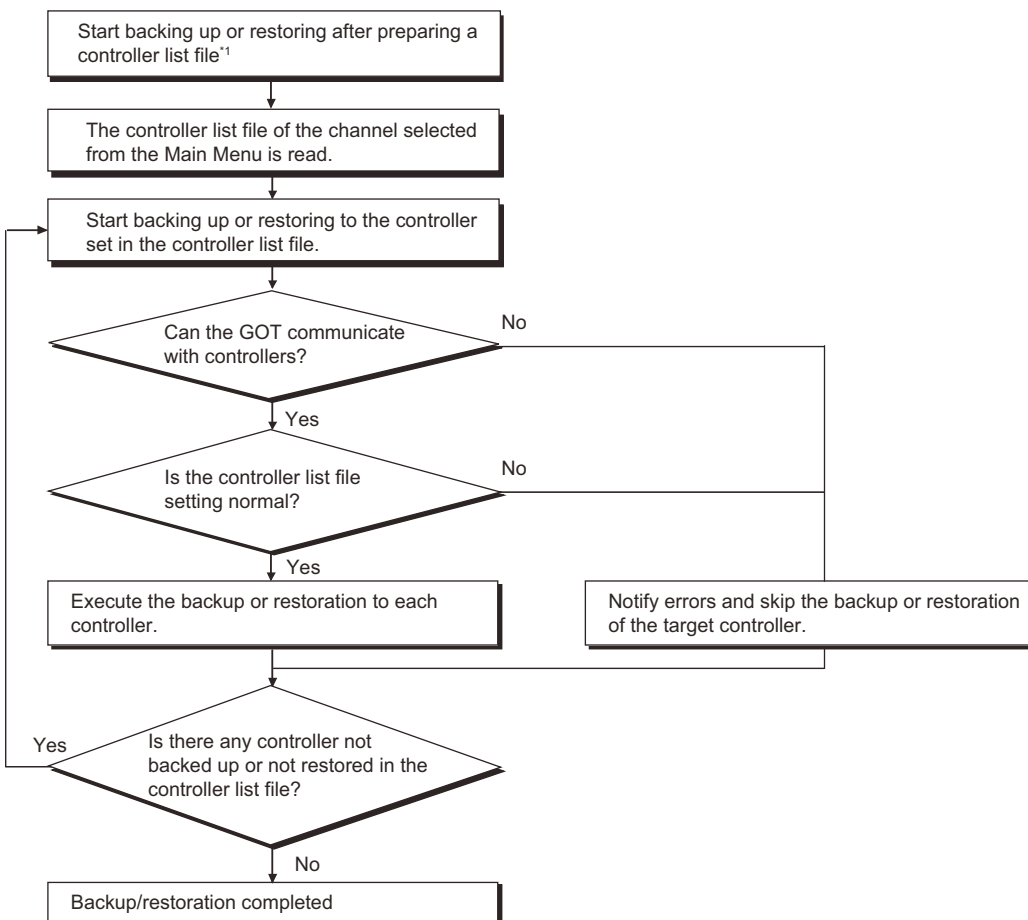 Start backing up or restoring after preparing a
controller list file*1
The controller list file of the channel selected
from the Main Menu is read.
Start backing up or restoring to the controller
set in the controller list file.
Can the GOT communicate
with controllers?
No
Yes
Is the controller list file
setting normal?
No
Yes
Execute the backup or restoration to each
controller.
Notify errors and skip the backup or restoration
of the target controller.
Yes
Is there any controller not
backed up or not restored in the
controller list file?
No
Backup/restoration completed